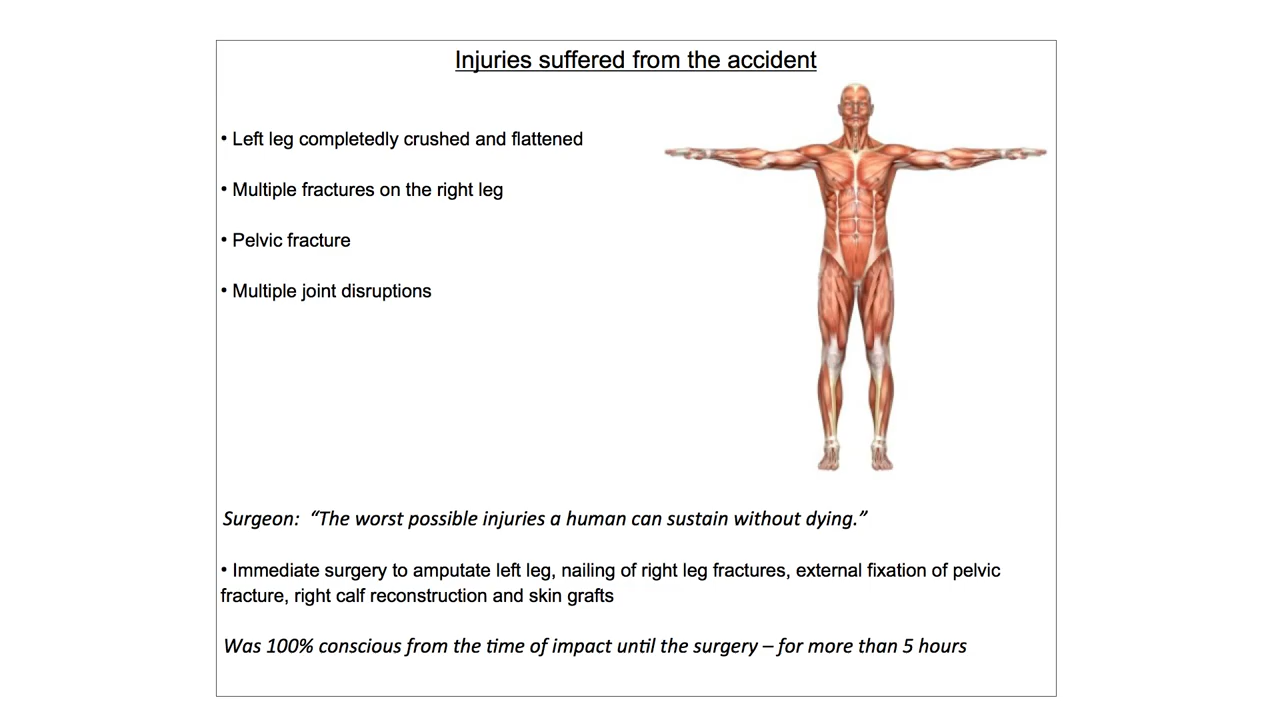 Injuries suffered from the accident
• Left leg completedly crushed and flattened
• Multiple fractures on the right leg
• Pelvic fracture
• Multiple joint disruptions
Surgeon: “The worst possible injuries a human can sustain without dying.”
• Immediate surgery to amputate left leg, nailing of right leg fractures, external fixation of pelvic
fracture, right calf reconstruction and skin grafts
Was 100% conscious from the time of impact until the surgery – for more than 5 hours